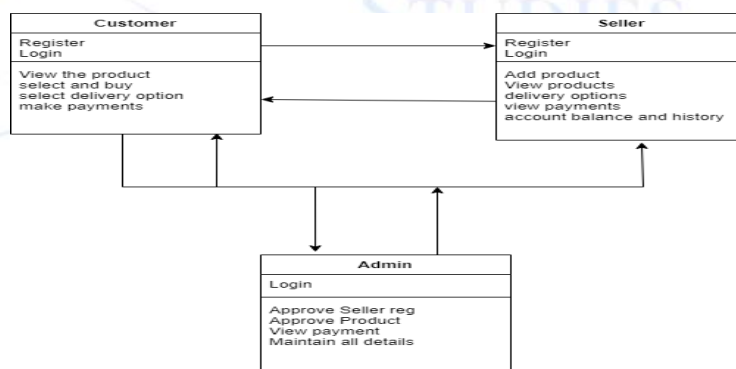 STUDIES
Customer
Register
Login
View the product
select and buy
select delivery option
make payments
Seller
Register
Login
Add product
View products
delivery options
view payments
account balance and history
Admin
Login
Approve Seller reg
Approve Product
View payment
Maintain all details